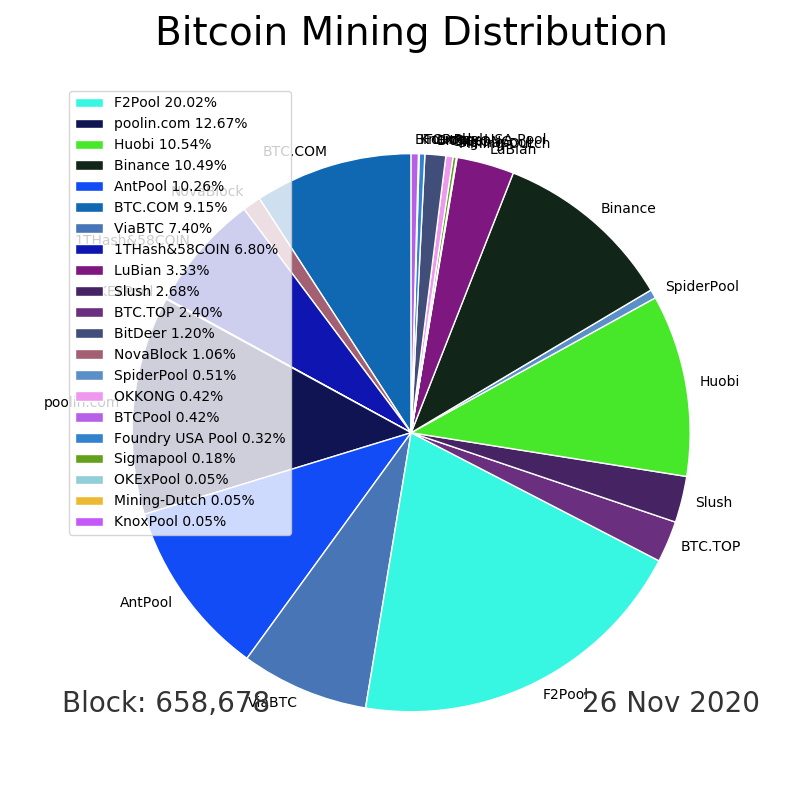 Bitcoin Mining Distribution
F2Pool 20.02%
poolin.com 12.67%
Huobi 10.54%
Binance 10.49%
AntPool 10.26%
BTC.COM 9.15%
ViaBTC 7.40%
1THash&58COIN 6.80%
LuBian 3.33%
Slush 2.68%
BTC.TOP 2.40%
BitDeer 1.20%
NovaBlock 1.06%
SpiderPool 0.51%
OKKONG 0.42%
BTCPool 0.42%
Foundry USA Pool 0.32%
Sigmapool 0.18%
OKExPool 0.05%
Mining-Dutch 0.05%
KnoxPool 0.05%
BTC.COM
NovaBlock
1THash&58COIN
poolin.com
AntPool
ViaBTC
F2Pool
BTC.TOP
Slush
Huobi
SpiderPool
Binance
LuBian
Block: 658,678
26 Nov 2020